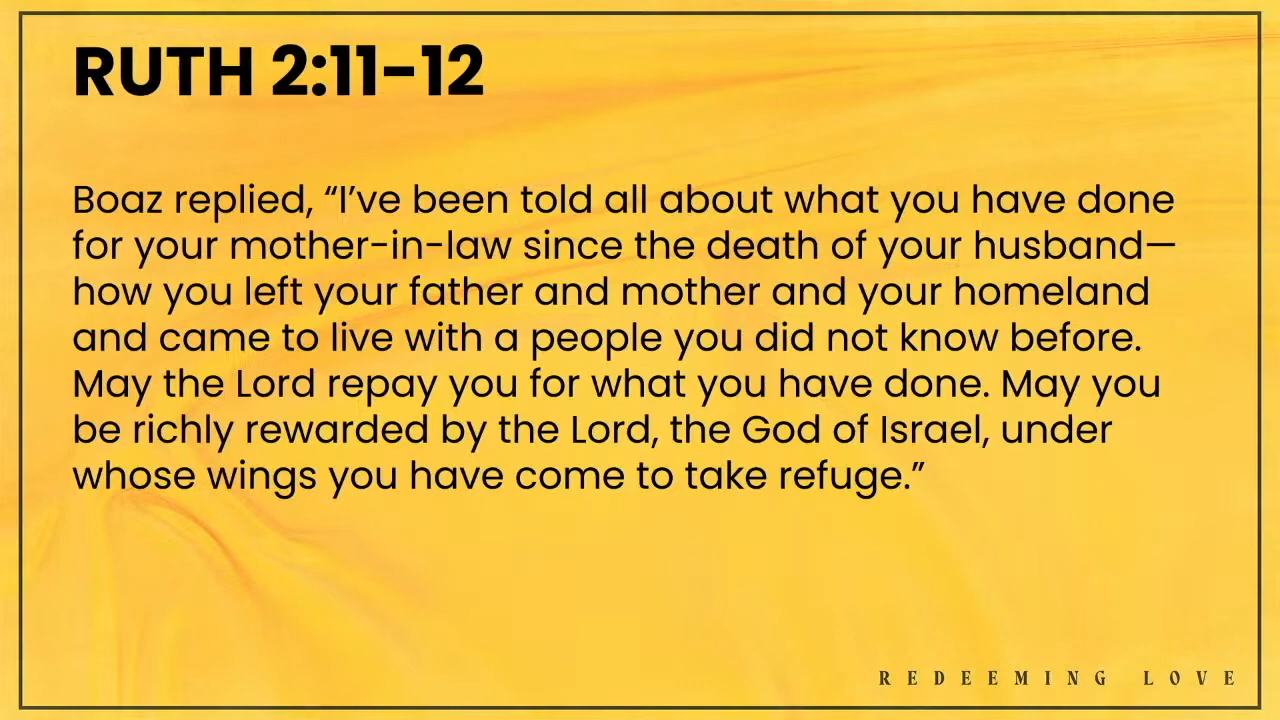 RUTH 2:11-12
Boaz replied, “I’ve been told all about what you have done
for your mother-in-law since the death of your husband—
how you left your father and mother and your homeland
and came to live with a people you did not know before.
May the Lord repay you for what you have done. May you
be richly rewarded by the Lord, the God of Israel, under
whose wings you have come to take refuge.”
REDEEMING LOVE